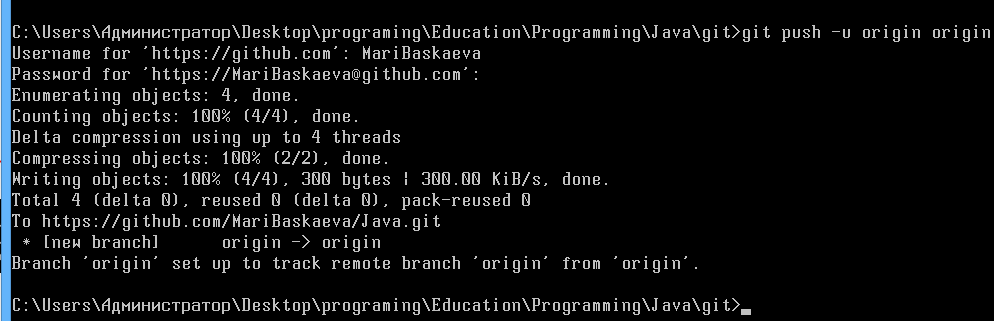 C:\Users\Администратор\Desktop\programing\Education\Programming\Java\git>git push -u origin origin
Username for 'https://github.com': MariBaskaeva
Password for 'https://MariBaskaeva@github.com':
Enumerating objects: 4, done.
Counting objects: 100% (4/4), done.
Delta compression using up to 4 threads
Compressing objects: 100% (2/2), done.
Writing objects: 100% (4/4), 300 bytes | 300.00 KiB/s, done.
Total 4 (delta 0), reused 0 (delta 0), pack-reused 0
To https://github.com/MariBaskaeva/Java.git
 * [new branch]      origin -> origin
Branch 'origin' set up to track remote branch 'origin' from 'origin'.
C:\Users\Администратор\Desktop\programing\Education\Programming\Java\git>